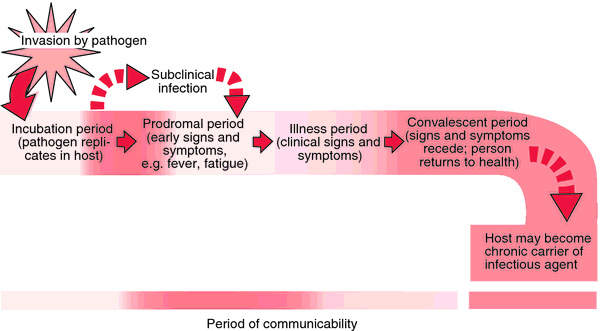 Invasion by pathogen
Subclinical
infection
Incubation period
(pathogen repli-
cates in host)
Prodromal period
(early signs and
symptoms,
e.g. fever, fatigue)
Illness period
(clinical signs and
symptoms)
Convalescent period
(signs and symptoms
recede; person
returns to health)
Host may become
chronic carrier of
infectious agent
Period of communicability